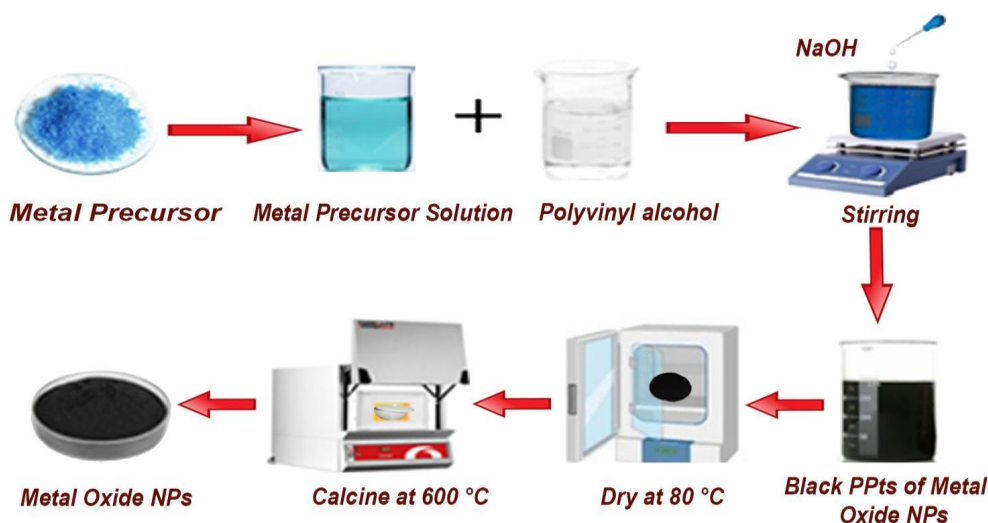 NaOH
Metal Precursor
Metal Precursor Solution
Polyvinyl alcohol
Stirring
Metal Oxide NPs
Calcine at 600 °C
Dry at 80 °C
Black PPts of Metal
Oxide NPs